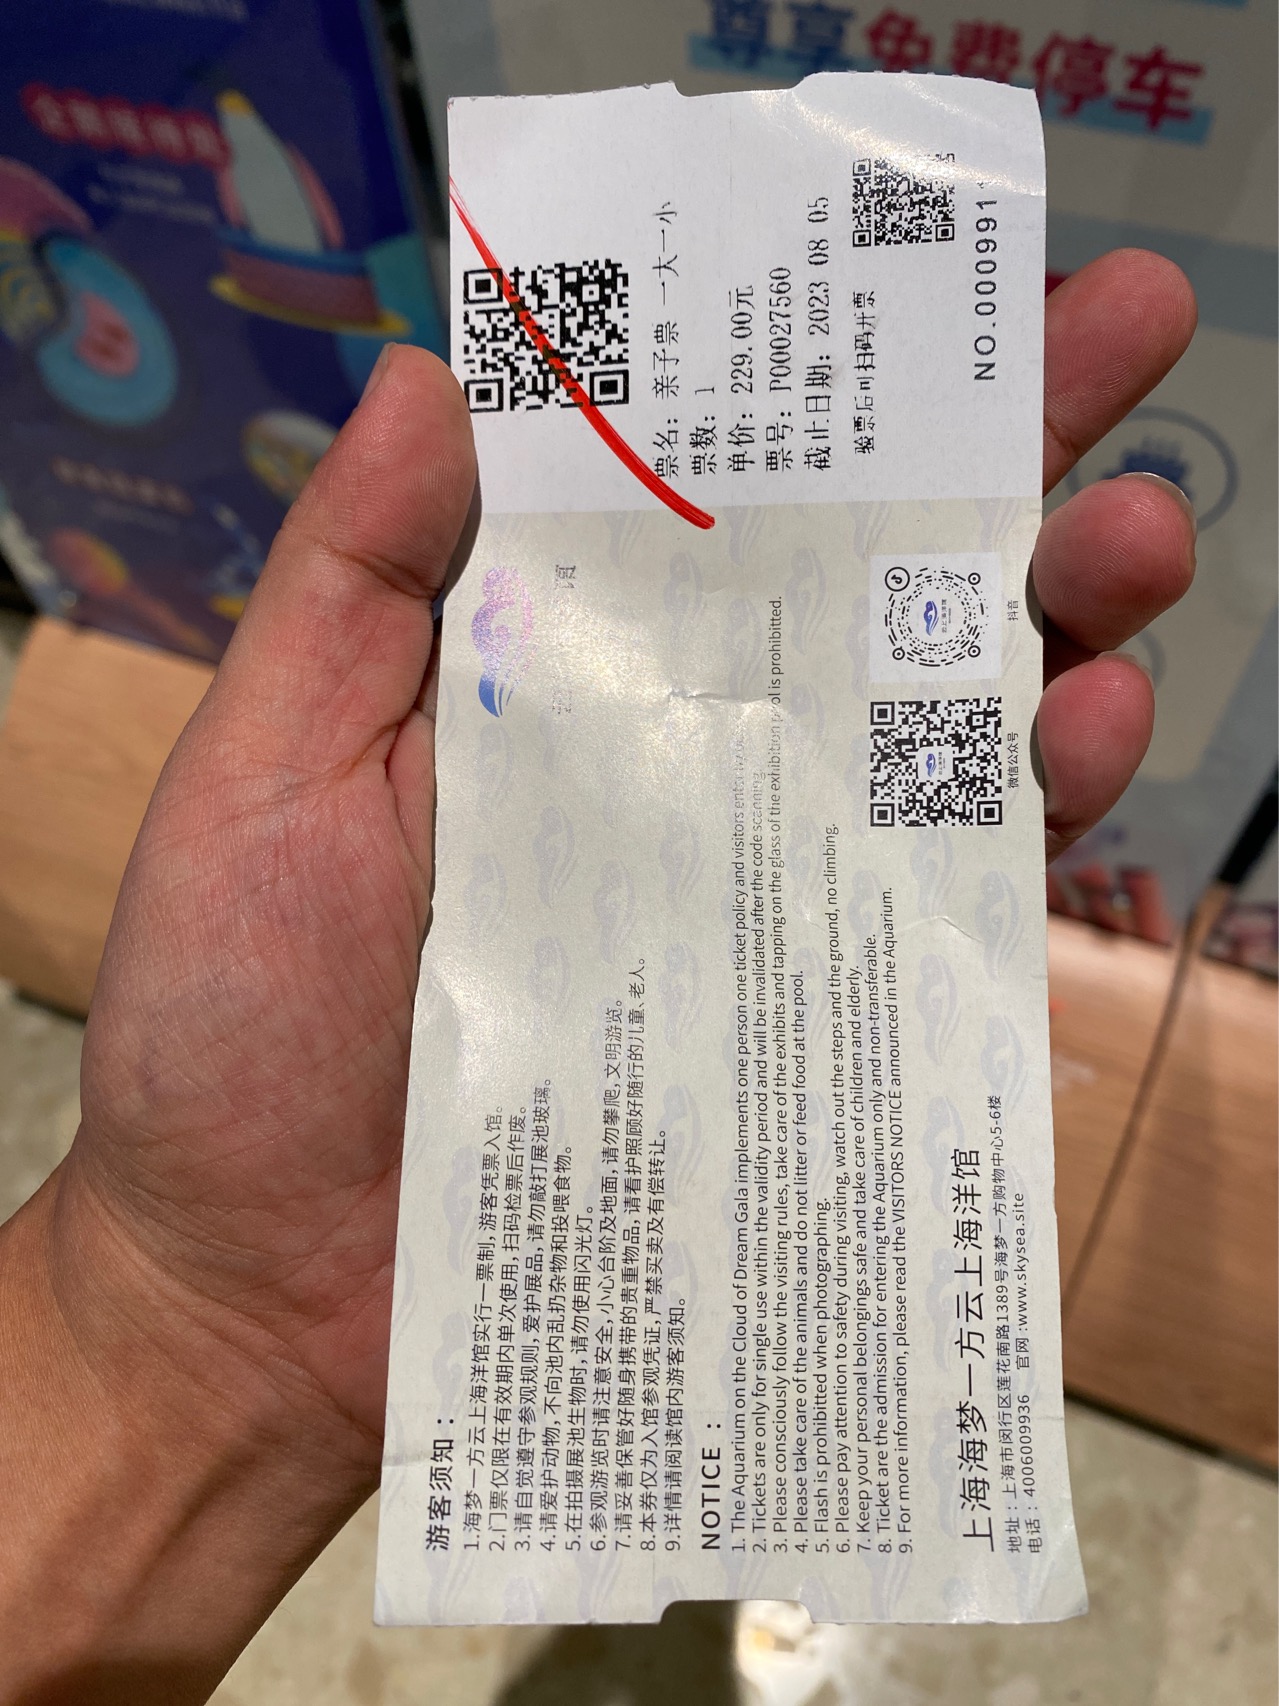 尊享免费停车
票名：亲子票 一大一小
票数：1
单价：229.00元
票号：P00027560
截止日期：2023 08 05
验票后可扫码开票
NO.000991
馆
游客须知：
1.海梦一方云上海洋馆实行一票制,游客凭票入馆。
2.门票仅限在有效期内单次使用,扫码检票后作废。
3.请自觉遵守参观规则,爱护展品,请勿敲打展池玻璃。
4.请爱护动物,不向池内乱扔杂物和投喂食物。
5.在拍摄展池生物时,请勿使用闪光灯。
6.参观游览时请注意安全,小心台阶及地面,请勿攀爬,文明游览。
7.请妥善保管好随身携带的贵重物品,请看护照顾好随行的儿童、老人。
8.本券仅为入馆参观凭证,严禁买卖及有偿转让。
9.详情请阅读馆内游客须知。
NOTICE：
1. The Aquarium on the Cloud of Dream Gala implements one person one ticket policy and visitors
2. Tickets are only for single use within the validity period and will be invalidated after the code scanning.
3. Please consciously follow the visiting rules, take care of the exhibits and tapping on the glass of the exhibition pool is prohibitted.
4. Please take care of the animals and do not litter or feed food at the pool.
5. Flash is prohibitted when photographing.
6. Please pay attention to safety during visiting, watch out the steps and the ground, no climbing.
7. Keep your personal belongings safe and take care of children and elderly.
8. Ticket are the admission for entering the Aquarium only and non-transferable.
9. For more information, please read the VISITORS NOTICE announced in the Aquarium.
微信公众号
抖音
上海海梦一方云上海洋馆
地址：上海市闵行区莲花南路1389号海梦一方购物中心5-6楼
电话：4006009936 官网:www.skysea.site